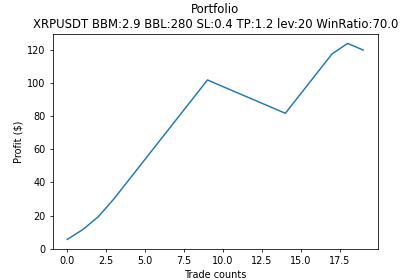 Portfolio
XRPUSDT BBM:2.9 BBL:280 SL:0.4 TP:1.2 lev:20 WinRatio:70.0
120
100
80
60
40
20
0
Profit ($)
0.0 2.5 5.0 7.5 10.0 12.5 15.0 17.5
Trade counts